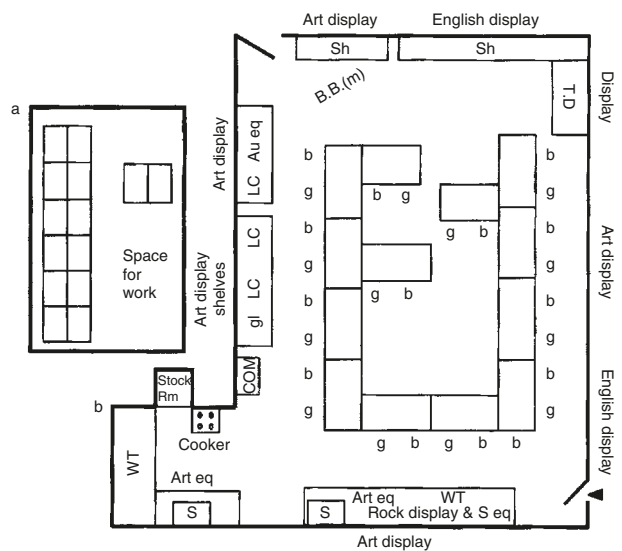 Art display
English display
Sh
Sh
B.B.(m)
T.D
Display
a
Art display
Au eq
LC
b
b
g
b
g
g
g
b
b
b
Space
for
work
Art display
shelves
LC
LC
gl
g
g
g
b
Art display
b
b
g
g
COM
b
b
Stock
Rm
g
g
English display
b
Cooker
g
b
g
b
b
WT
Art eq
S
Art eq
WT
S
Rock display & S eq
Art display